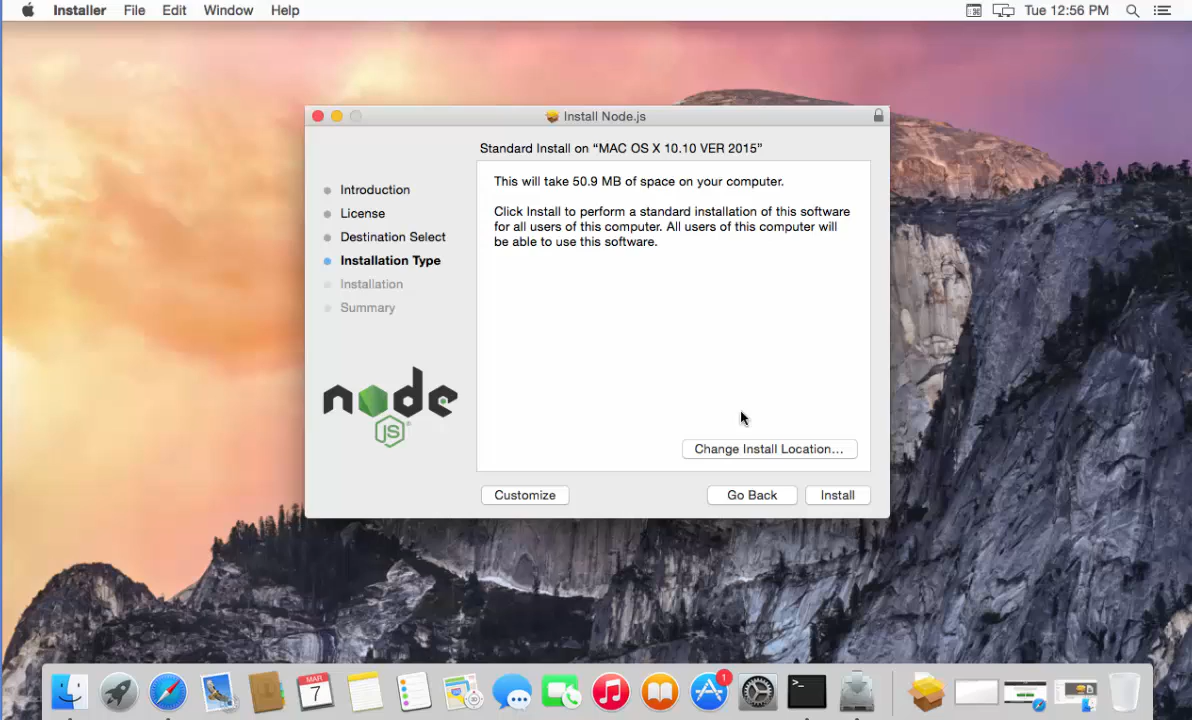 Installer File Edit Window Help Tue 12:56 PM
Install Node.js
Standard Install on “MAC OS X 10.10 VER 2015”
Introduction
License
Destination Select
Installation Type
Installation
Summary
node
JS
This will take 50.9 MB of space on your computer.
Click Install to perform a standard installation of this software
for all users of this computer. All users of this computer will
be able to use this software.
Change Install Location...
Customize Go Back Install
MAR
7
1